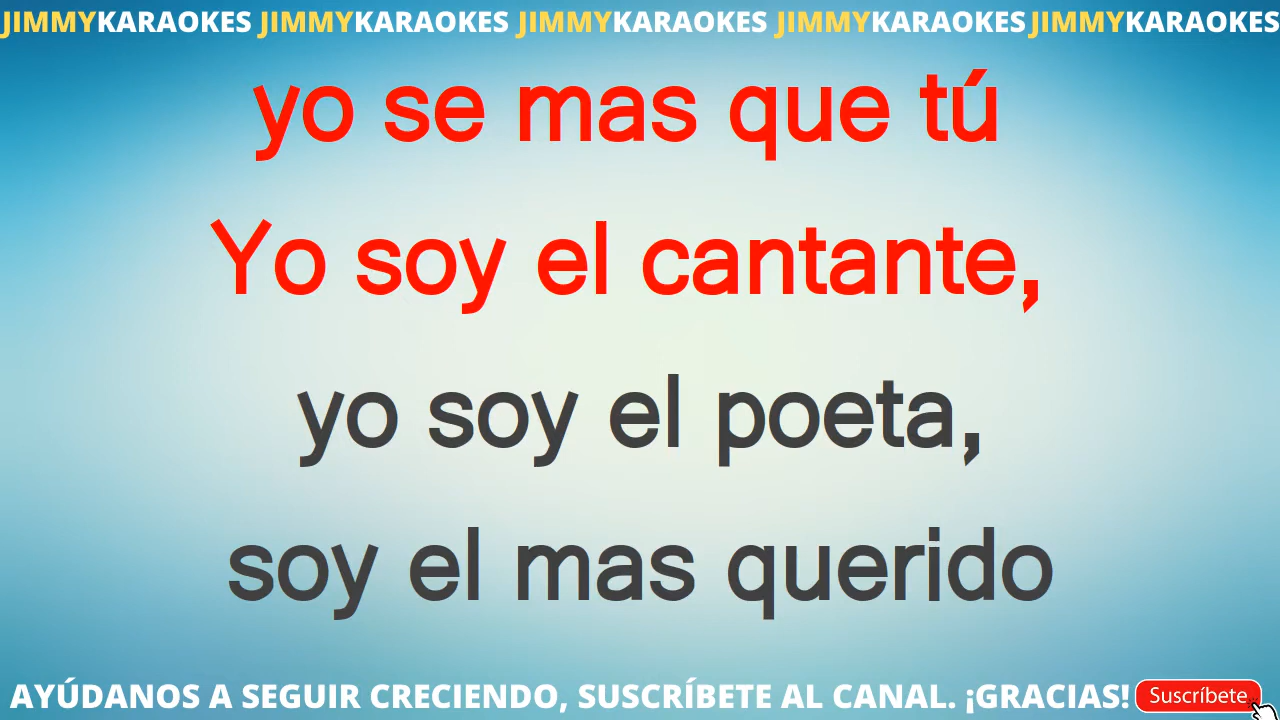 JIMMYKARAOKES JIMMYKARAOKES JIMMYKARAOKES JIMMYKARAOKES JIMMYKARAOKES
yo se mas que tú
Yo soy el cantante,
yo soy el poeta,
soy el mas querido
AYÚDANOS A SEGUIR CRECIENDO, SUSCRÍBETE AL CANAL. ¡GRACIAS! Suscríbete